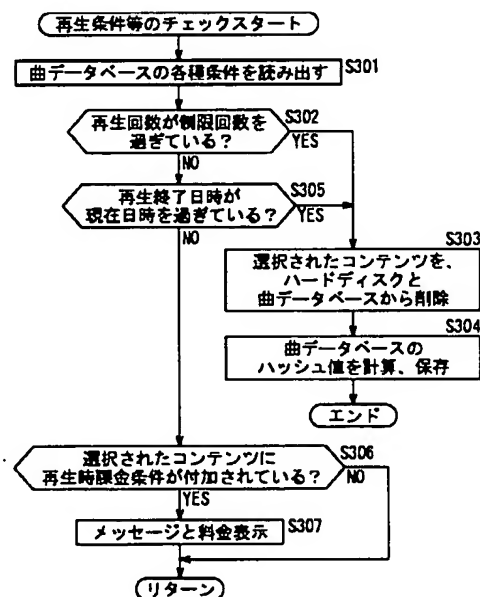 再生条件等のチェックスタート
曲データベースの各種条件を読み出す
S301
再生回数が制限回数を
過ぎている?
S302
YES
NO
再生終了日時が
現在日時を過ぎている?
S305
YES
NO
S303
選択されたコンテンツを、
ハードディスクと
曲データベースから削除
S304
曲データベースの
ハッシュ値を計算、保存
エンド
選択されたコンテンツに
再生時課金条件が付加されている?
S306
NO
YES
メッセージと料金表示
S307
リターン